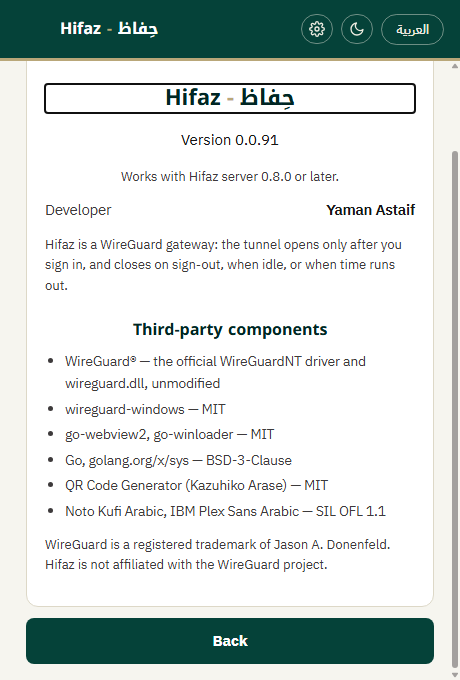 Hifaz - حِفاظ
العربية
Hifaz - حِفاظ
Version 0.0.91
Works with Hifaz server 0.8.0 or later.
Developer Yaman Astaif
Hifaz is a WireGuard gateway: the tunnel opens only after you
sign in, and closes on sign-out, when idle, or when time runs
out.
Third-party components
• WireGuard® — the official WireGuardNT driver and
wireguard.dll, unmodified
• wireguard-windows — MIT
• go-webview2, go-winloader — MIT
• Go, golang.org/x/sys — BSD-3-Clause
• QR Code Generator (Kazuhiko Arase) — MIT
• Noto Kufi Arabic, IBM Plex Sans Arabic — SIL OFL 1.1
WireGuard is a registered trademark of Jason A. Donenfeld.
Hifaz is not affiliated with the WireGuard project.
Back